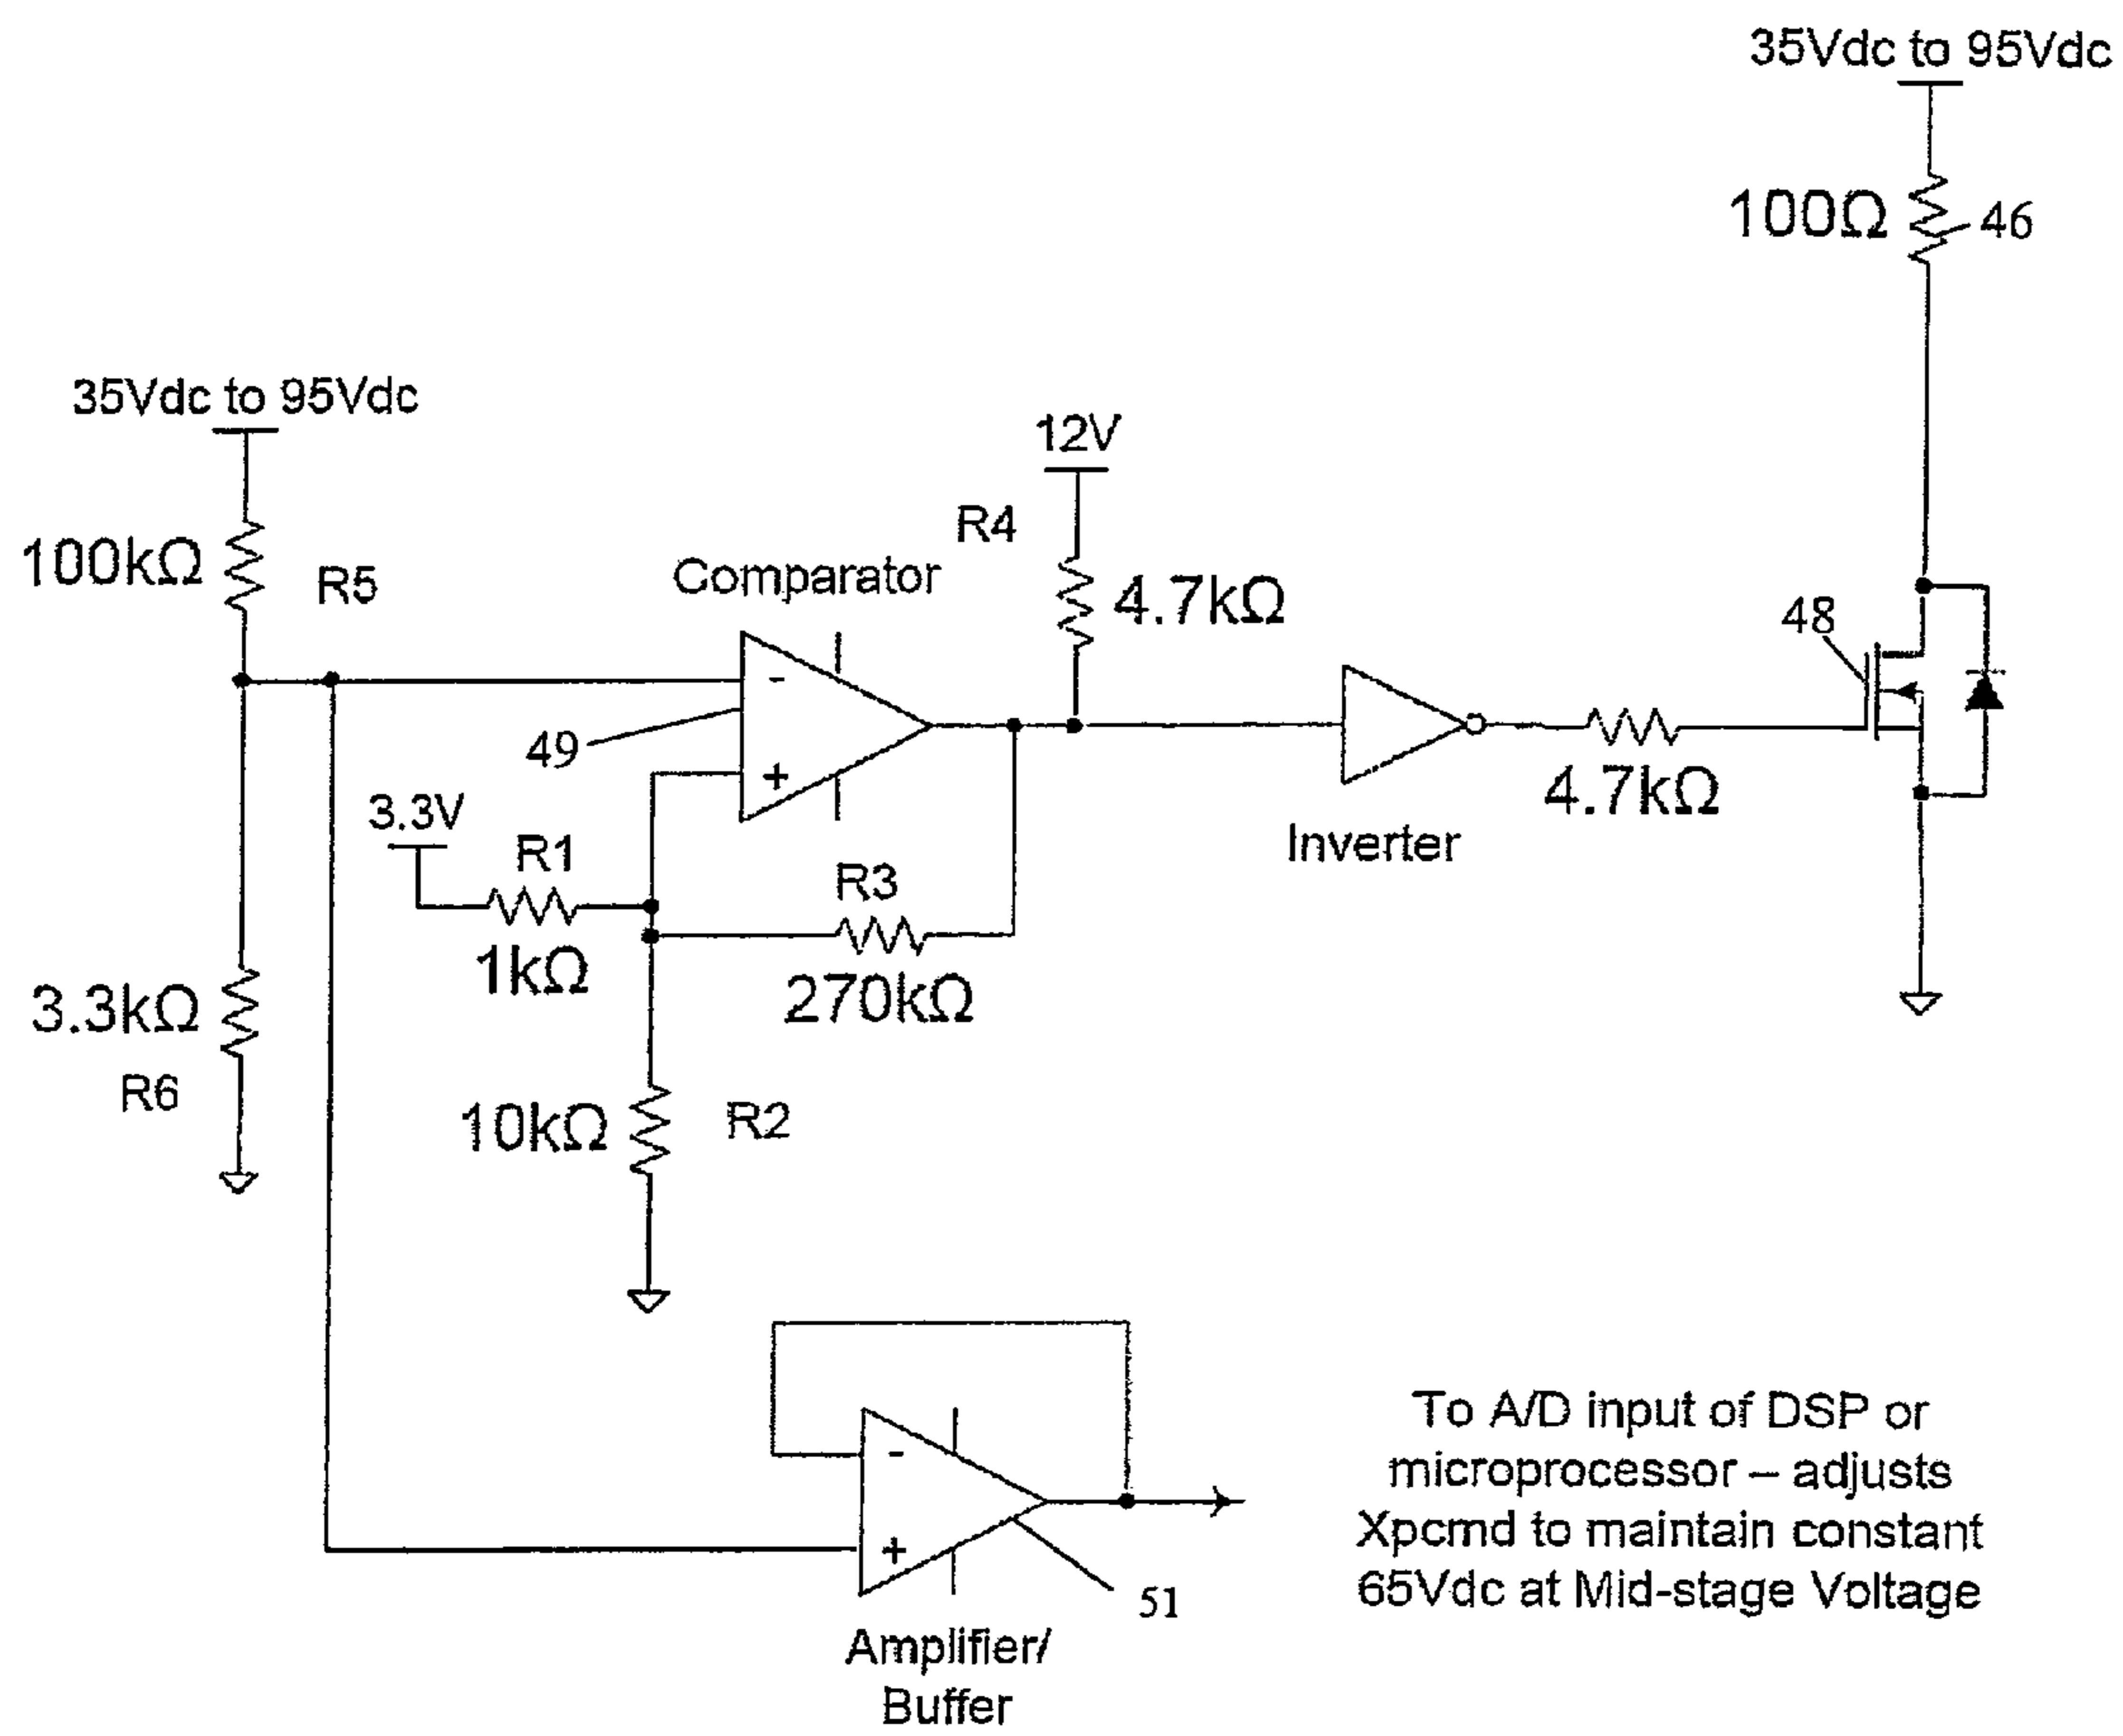 35Vdc to 95Vdc
100Ω
46
35Vdc to 95Vdc
12V
R4
100kΩ
R5
Comparator
4.7kΩ
48
-
49
+
3.3V
R1
R3
4.7kΩ
Inverter
1kΩ
270kΩ
3.3kΩ
R6
10kΩ
R2
-
+
51
Amplifier/
Buffer
To A/D input of DSP or
microprocessor – adjusts
Xpcmd to maintain constant
65Vdc at Mid-stage Voltage